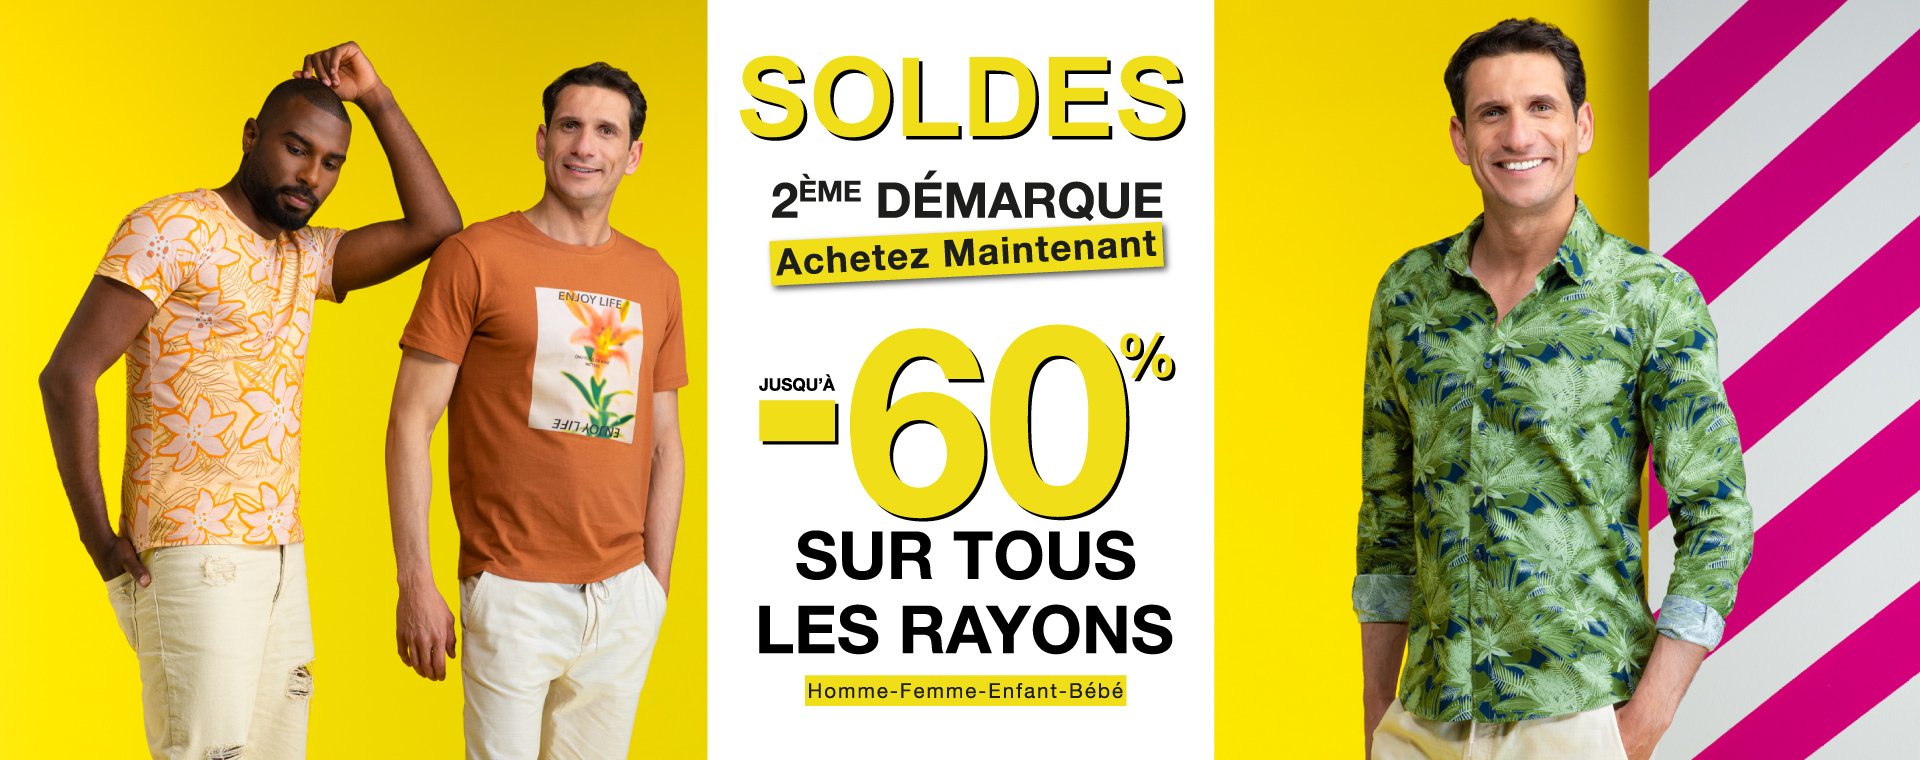 SOLDES
2ÈME DÉMARQUE
Achetez Maintenant
JUSQU'À
-60%
SUR TOUS
LES RAYONS
Homme-Femme-Enfant-Bébé
ENJOY LIFE
ENJOY LIFE